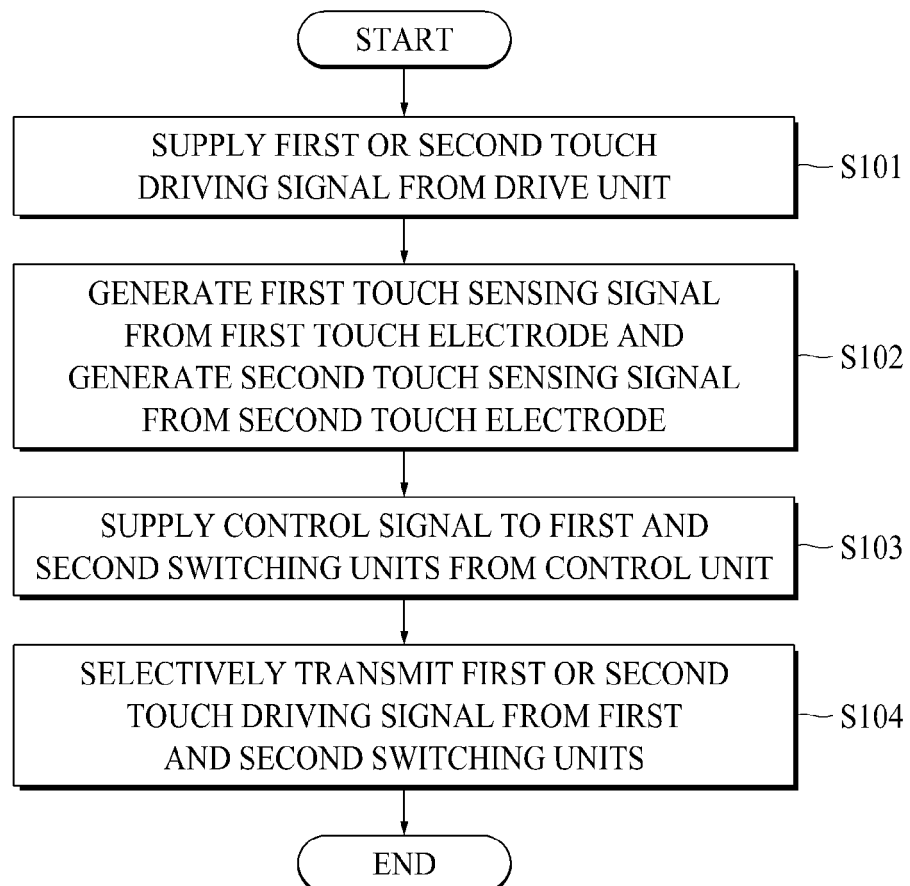 START
SUPPLY FIRST OR SECOND TOUCH
DRIVING SIGNAL FROM DRIVE UNIT
S101
GENERATE FIRST TOUCH SENSING SIGNAL
FROM FIRST TOUCH ELECTRODE AND
GENERATE SECOND TOUCH SENSING SIGNAL
FROM SECOND TOUCH ELECTRODE
S102
SUPPLY CONTROL SIGNAL TO FIRST AND
SECOND SWITCHING UNITS FROM CONTROL UNIT
S103
SELECTIVELY TRANSMIT FIRST OR SECOND
TOUCH DRIVING SIGNAL FROM FIRST
AND SECOND SWITCHING UNITS
S104
END